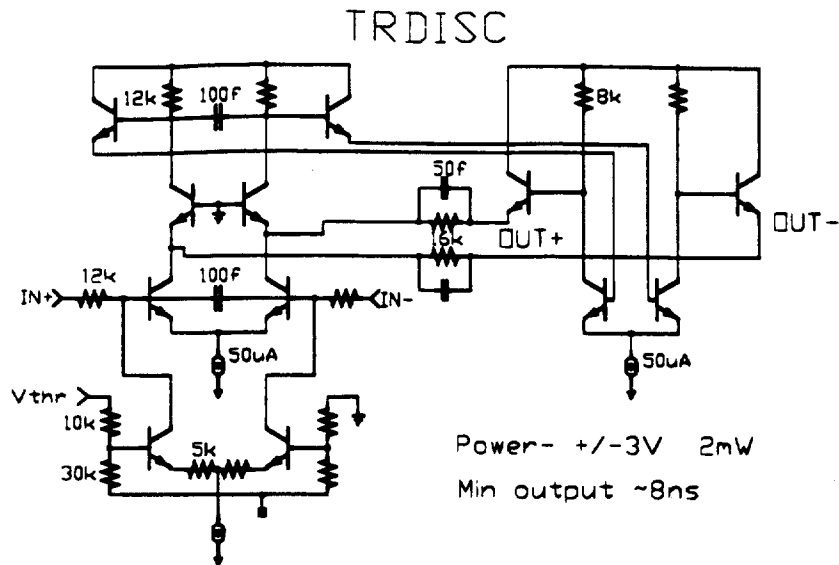 TRDISC
12k
100f
8k
50f
16k
OUT+
OUT-
12k
100f
IN+
IN-
50uA
50uA
Vthr
10k
5k
30k
Power- +/-3V 2mW
Min output ~8ns